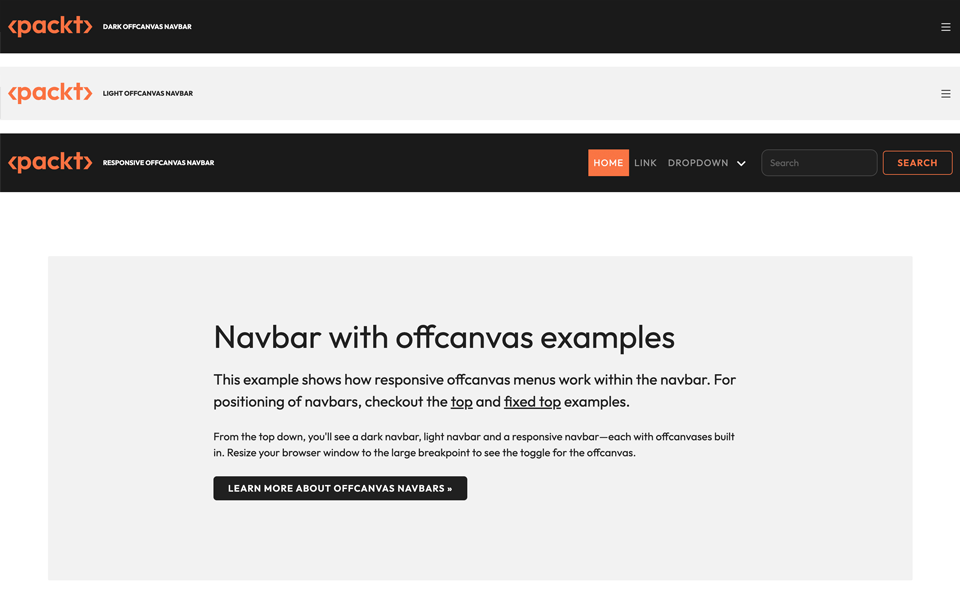 <packt> DARK OFFCANVAS NAVBAR
<packt> LIGHT OFFCANVAS NAVBAR
<packt> RESPONSIVE OFFCANVAS NAVBAR HOME LINK DROPDOWN Search SEARCH
Navbar with offcanvas examples
This example shows how responsive offcanvas menus work within the navbar. For
positioning of navbars, checkout the top and fixed top examples.
From the top down, you'll see a dark navbar, light navbar and a responsive navbar—each with offcanvases built
in. Resize your browser window to the large breakpoint to see the toggle for the offcanvas.
LEARN MORE ABOUT OFFCANVAS NAVBARS »